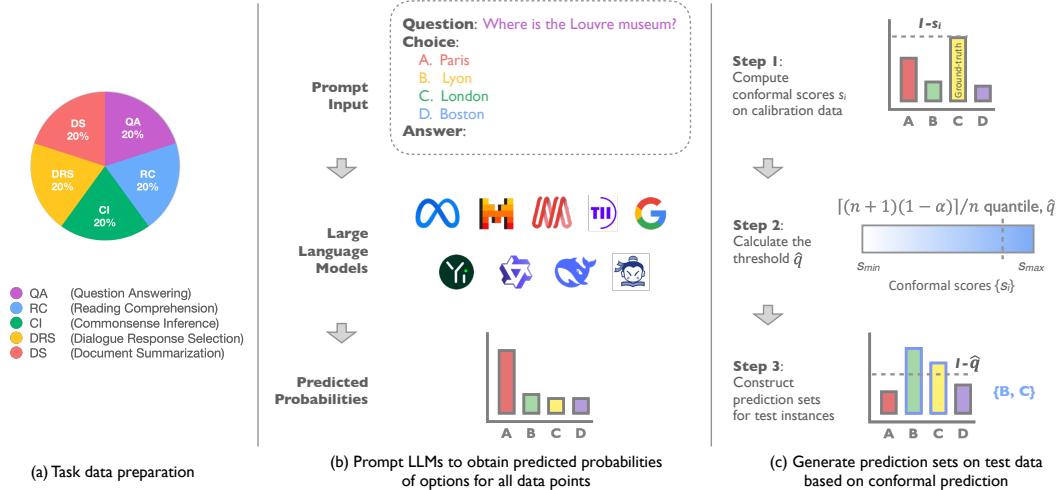 DS
20%
QA
20%
DRS
20%
RC
20%
CI
20%
QA (Question Answering)
RC (Reading Comprehension)
CI (Commonsense Inference)
DRS (Dialogue Response Selection)
DS (Document Summarization)
(a) Task data preparation
Prompt
Input
Question: Where is the Louvre museum?
Choice:
A. Paris
B. Lyon
C. London
D. Boston
Answer:
Large
Language
Models
TII
Yi
Predicted
Probabilities
A B C D
(b) Prompt LLMs to obtain predicted probabilities
of options for all data points
Step 1:
Compute
conformal scores sᵢ
on calibration data
1-sᵢ
Ground-truth
A B C D
Step 2:
Calculate the
threshold q̂
⌈(n + 1)(1 − α)⌉/n quantile, q̂
s_min s_max
Conformal scores {sᵢ}
Step 3:
Construct
prediction sets
for test instances
1- q̂
{B, C}
A B C D
(c) Generate prediction sets on test data
based on conformal prediction